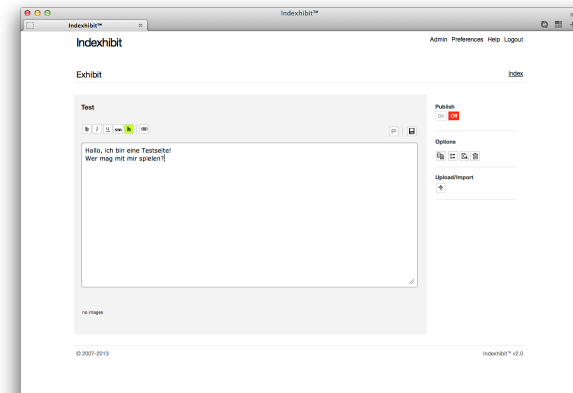 Indexhibit™
Indexhibit™
Indexhibit
Admin Preferences Help Logout
Exhibit
Index
Test
b i u sm h
Hallo, ich bin eine Testseite!
Wer mag mit mir spielen?
no images
Publish
On Off
Options
Upload/Import
© 2007-2013
Indexhibit™ v2.0